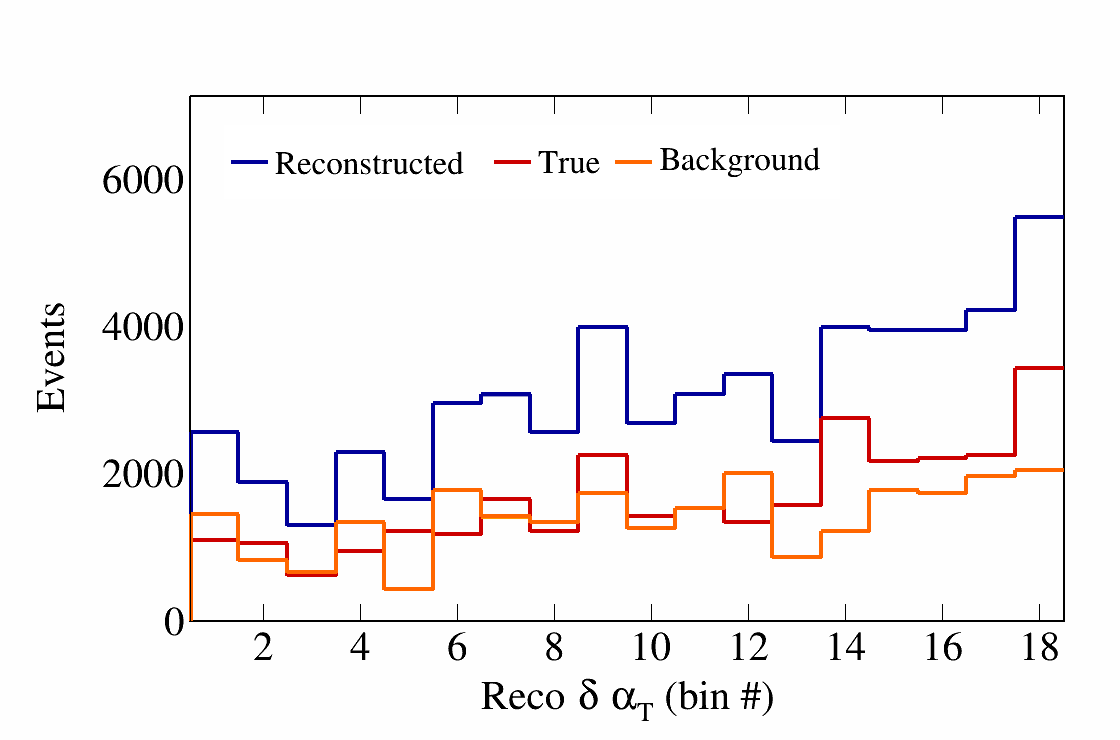 Reconstructed True Background
6000
4000
2000
0
Events
2 4 6 8 10 12 14 16 18
Reco δ α_T (bin #)